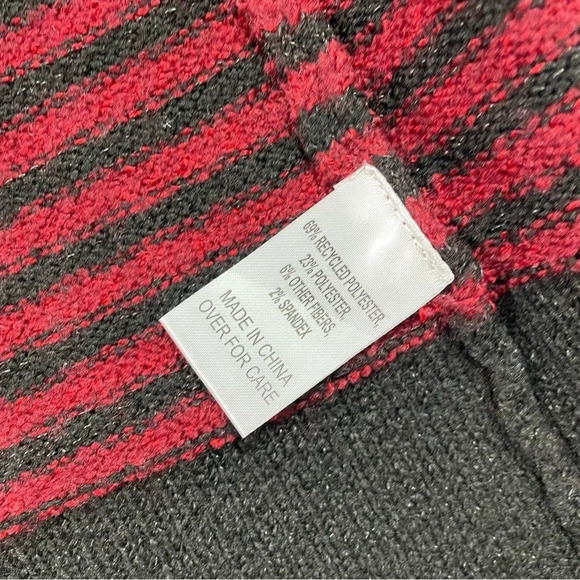 69% RECYCLED POLYESTER,
23% POLYESTER,
6% OTHER FIBERS,
2% SPANDEX
MADE IN CHINA
OVER FOR CARE